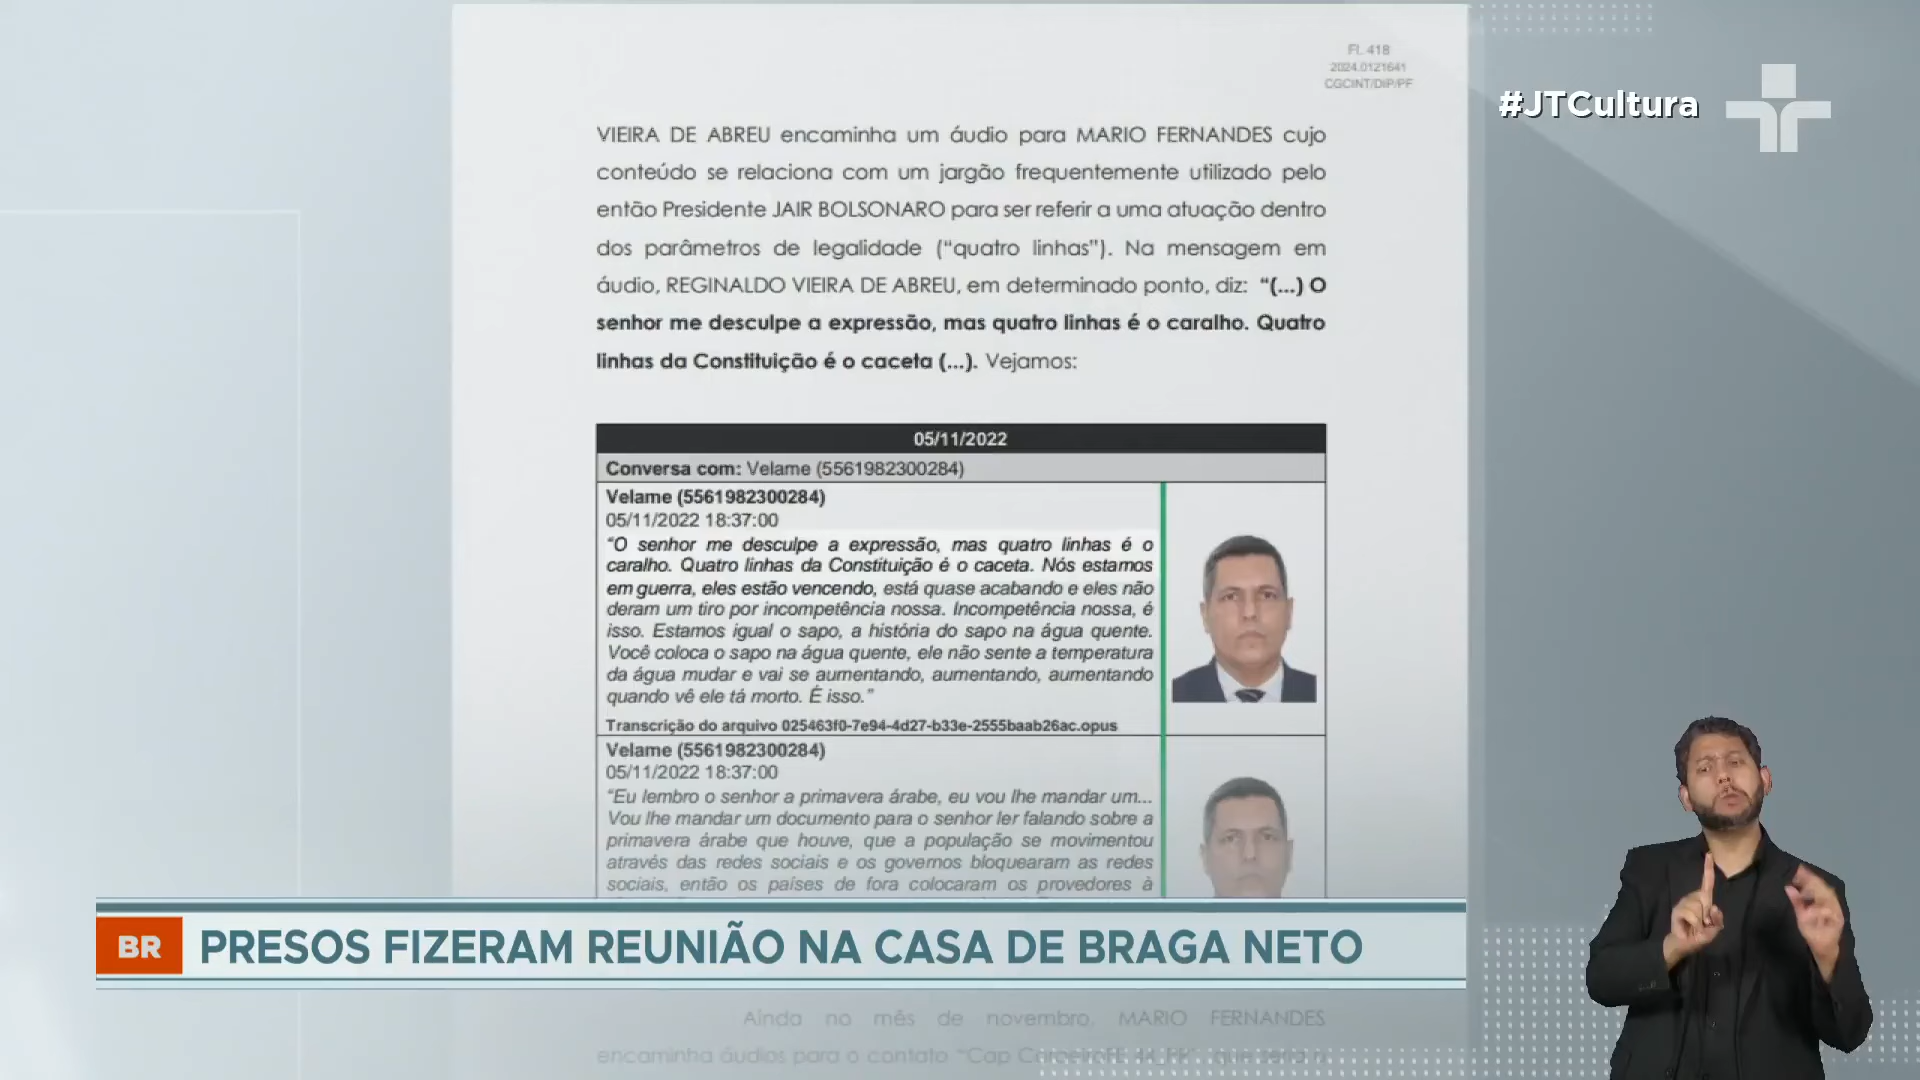 Fl. 418
2024.0121641
CGCINT/DIP/PF
#JTCultura
VIEIRA DE ABREU encaminha um áudio para MARIO FERNANDES cujo
conteúdo se relaciona com um jargão frequentemente utilizado pelo
então Presidente JAIR BOLSONARO para ser referir a uma atuação dentro
dos parâmetros de legalidade (“quatro linhas”). Na mensagem em
áudio, REGINALDO VIEIRA DE ABREU, em determinado ponto, diz: “(...) O
senhor me desculpe a expressão, mas quatro linhas é o caralho. Quatro
linhas da Constituição é o caceta (...). Vejamos:
05/11/2022
Conversa com: Velame (5561982300284)
Velame (5561982300284)
05/11/2022 18:37:00
“O senhor me desculpe a expressão, mas quatro linhas é o
caralho. Quatro linhas da Constituição é o caceta. Nós estamos
em guerra, eles estão vencendo, está quase acabando e eles não
deram um tiro por incompetência nossa. Incompetência nossa, é
isso. Estamos igual o sapo, a história do sapo na água quente.
Você coloca o sapo na água quente, ele não sente a temperatura
da água mudar e vai se aumentando, aumentando, aumentando
quando vê ele tá morto. É isso.”
Transcrição do arquivo 025463f0-7e94-4d27-b33e-2555baab26ac.opus
Velame (5561982300284)
05/11/2022 18:37:00
“Eu lembro o senhor a primavera árabe, eu vou lhe mandar um...
Vou lhe mandar um documento para o senhor ler falando sobre a
primavera árabe que houve, que a população se movimentou
através das redes sociais e os governos bloquearam as redes
sociais, então os países de fora colocaram os provedores à
BR PRESOS FIZERAM REUNIÃO NA CASA DE BRAGA NETO
Ainda no mês de novembro, MARIO FERNANDES
encaminha áudios para o contato “Cap